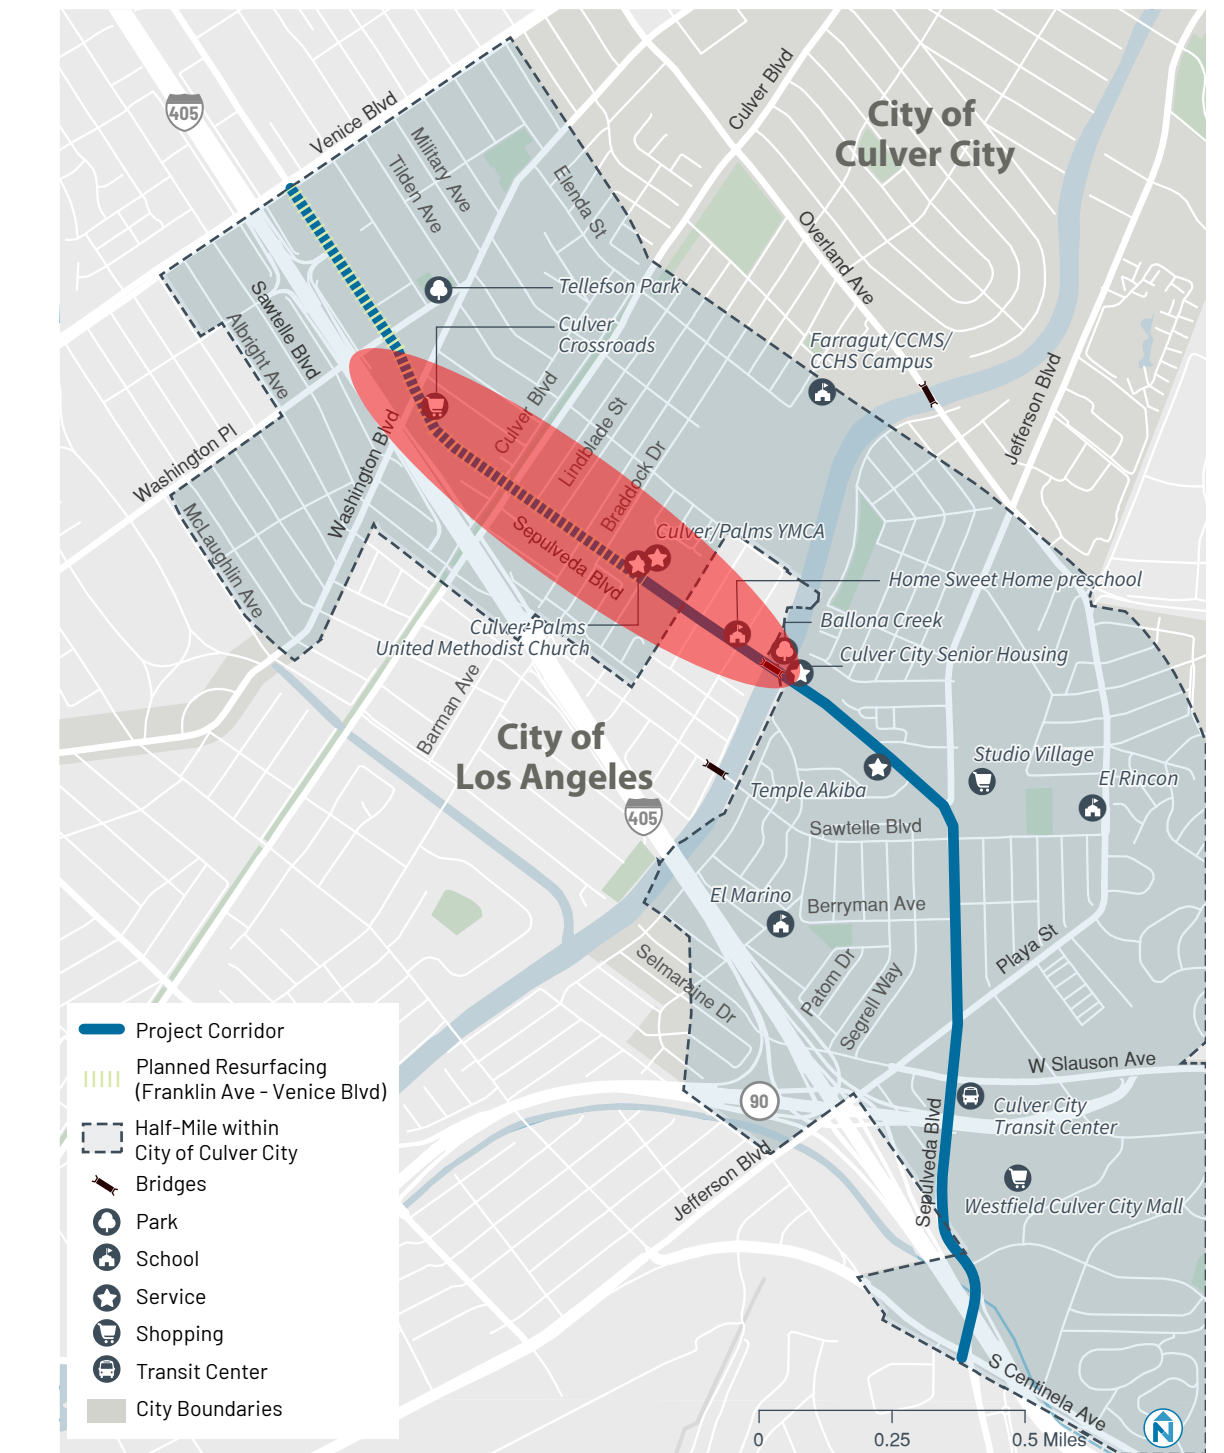 405
Venice Blvd
Military Ave
Tilden Ave
Elenda St
Culver Blvd
City of
Culver City
Overland Ave
Sawtelle Blvd
Albright Ave
Tellefson Park
Culver
Crossroads
Farragut/CCMS/
CCHS Campus
Jefferson Blvd
Washington Pl
Washington Blvd
Culver Blvd
Lindblade St
Braddock Dr
McLaughlin Ave
Sepulveda Blvd
Culver/Palms YMCA
Home Sweet Home preschool
Ballona Creek
Culver-Palms
United Methodist Church
Culver City Senior Housing
Barman Ave
City of
Los Angeles
405
Temple Akiba
Studio Village
El Rincon
Sawtelle Blvd
El Marino
Berryman Ave
Selmaraine Dr
Patom Dr
Segrell Way
Playa St
W Slauson Ave
90
Culver City
Transit Center
Jefferson Blvd
Sepulveda Blvd
Westfield Culver City Mall
S Centinela Ave
Project Corridor
Planned Resurfacing
(Franklin Ave - Venice Blvd)
Half-Mile within
City of Culver City
Bridges
Park
School
Service
Shopping
Transit Center
City Boundaries
0
0.25
0.5 Miles
N